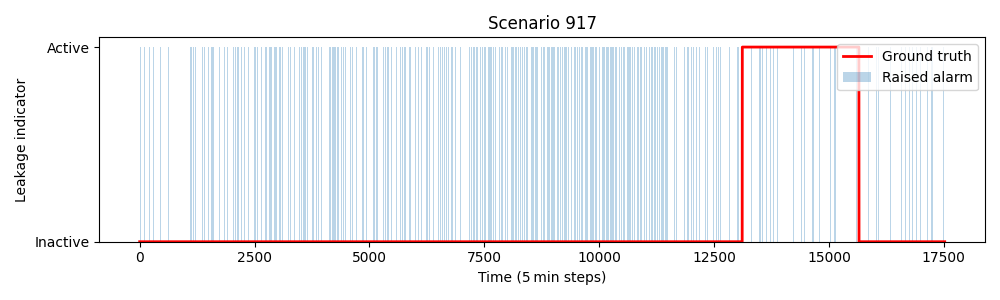 Scenario 917
Active
Inactive
Leakage indicator
Ground truth
Raised alarm
0 2500 5000 7500 10000 12500 15000 17500
Time (5 min steps)